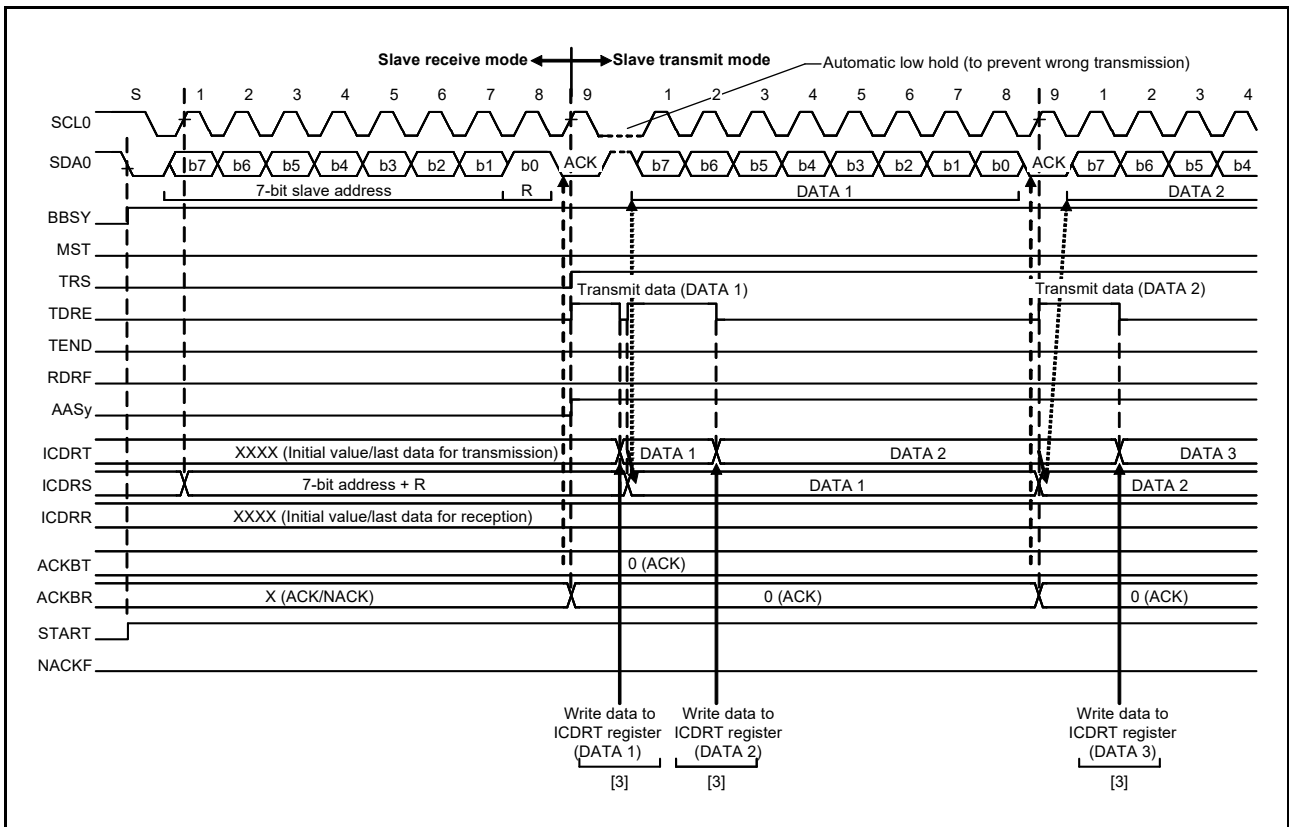 Slave receive mode Slave transmit mode
Automatic low hold (to prevent wrong transmission)
S 1 2 3 4 5 6 7 8 9 1 2 3 4 5 6 7 8 9 1 2 3 4
SCL0
SDA0 b7 b6 b5 b4 b3 b2 b1 b0 ACK b7 b6 b5 b4 b3 b2 b1 b0 ACK b7 b6 b5 b4
7-bit slave address R DATA 1 DATA 2
BBSY
MST
TRS
Transmit data (DATA 1) Transmit data (DATA 2)
TDRE
TEND
RDRF
AASy
ICDRT XXXX (Initial value/last data for transmission) DATA 1 DATA 2 DATA 3
ICDRS 7-bit address + R DATA 1 DATA 2
ICDRR XXXX (Initial value/last data for reception)
ACKBT 0 (ACK)
ACKBR X (ACK/NACK) 0 (ACK) 0 (ACK)
START
NACKF
Write data to Write data to Write data to
ICDRT register ICDRT register ICDRT register
(DATA 1) (DATA 2) (DATA 3)
[3] [3] [3]